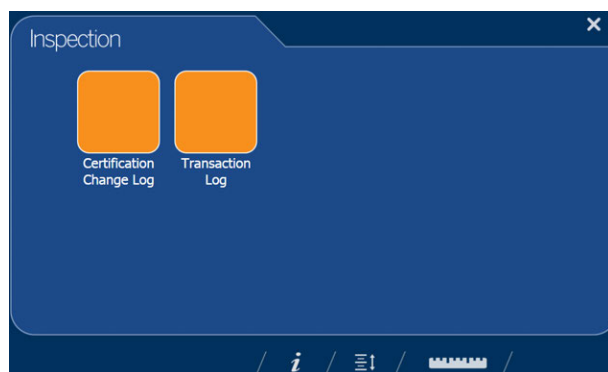 Inspection
Certification
Change Log
Transaction
Log
i